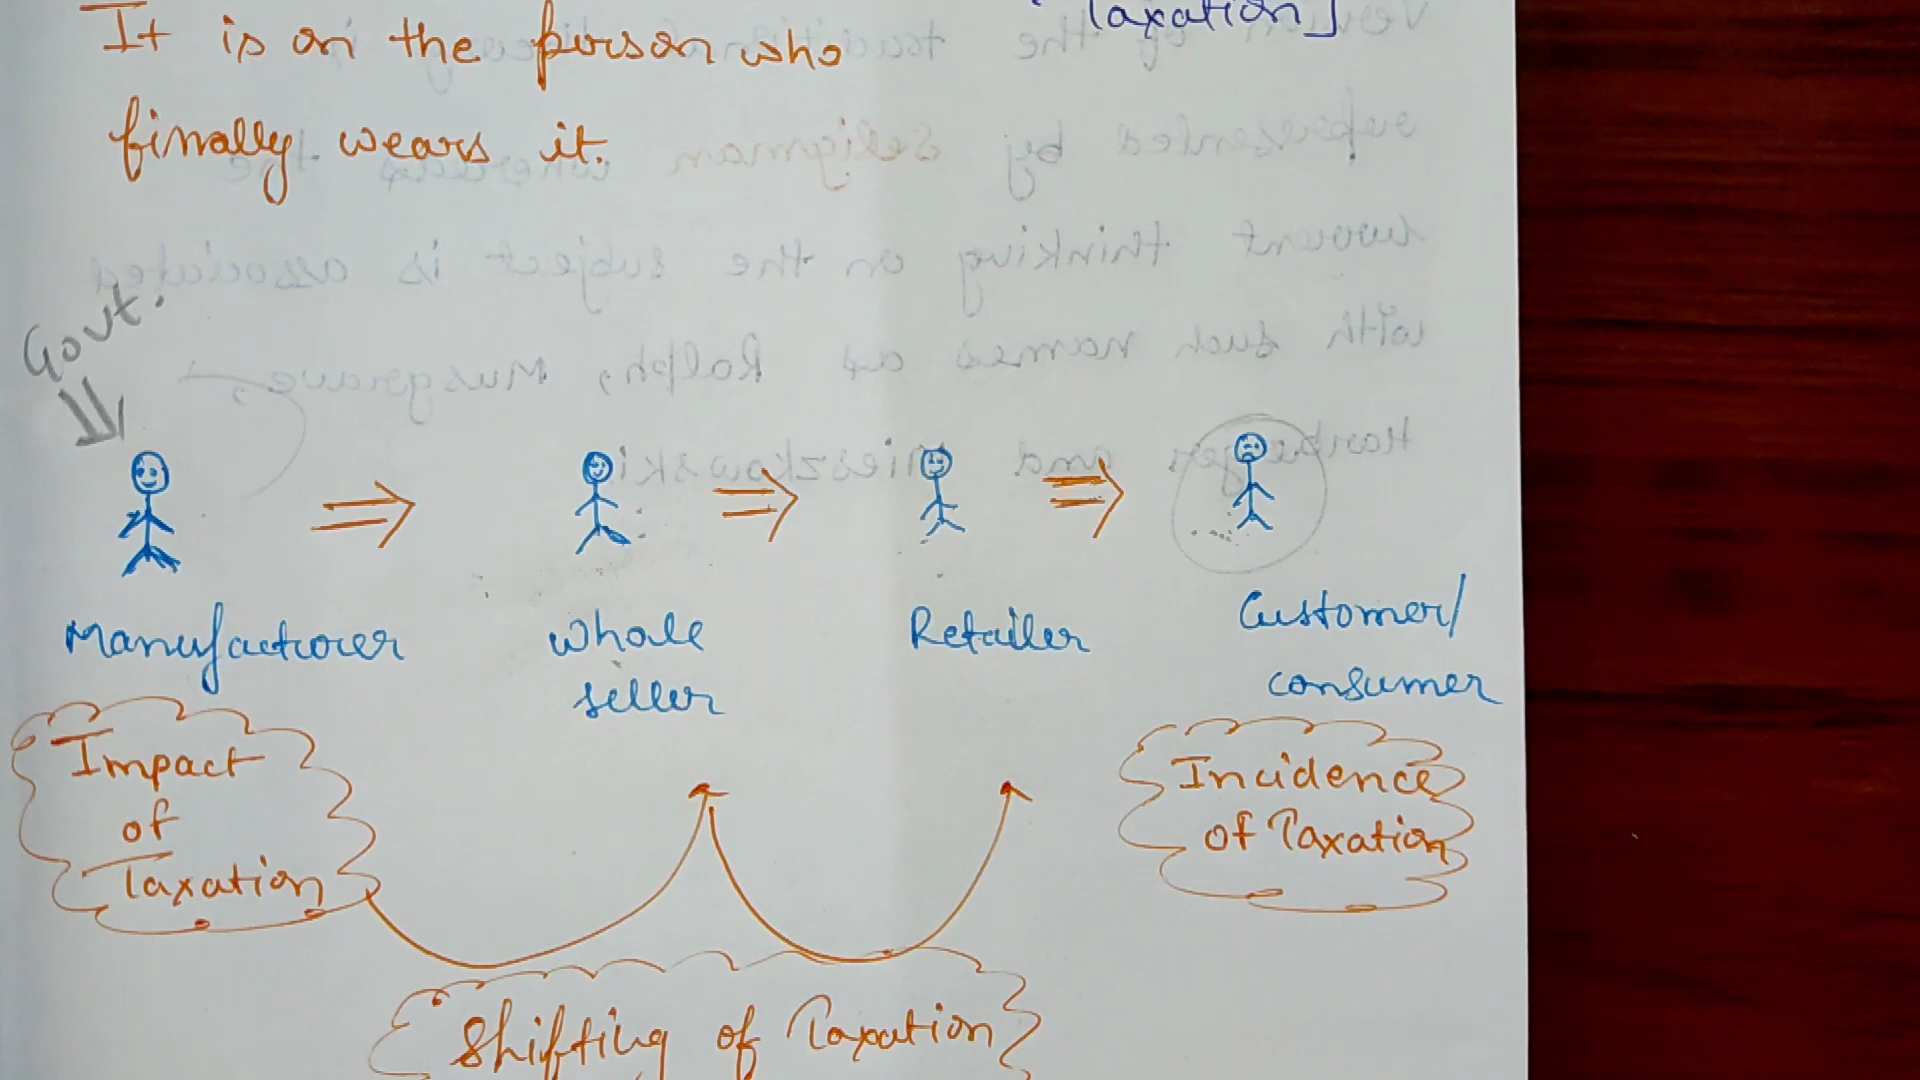 Taxation]
It is on the person who
finally wears it.
Govt.
Manufacturer
Whole
seller
Retailer
Customer/
consumer
Impact
of
Taxation
Incidence
of Taxation
Shifting of Taxation